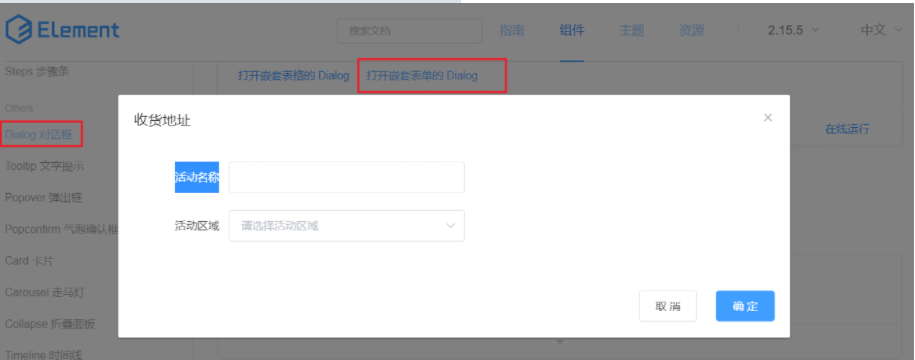 Element
搜索文档
指南 组件 主题 资源 2.15.5 中文
Steps 步骤条
打开嵌套表格的 Dialog 打开嵌套表单的 Dialog
Others
收货地址
Dialog 对话框
在线运行
Tooltip 文字提示
活动名称
Popover 弹出框
活动区域 请选择活动区域
Popconfirm 气泡确认框
Card 卡片
Carousel 走马灯
取 消 确 定
Collapse 折叠面板
Timeline 时间线